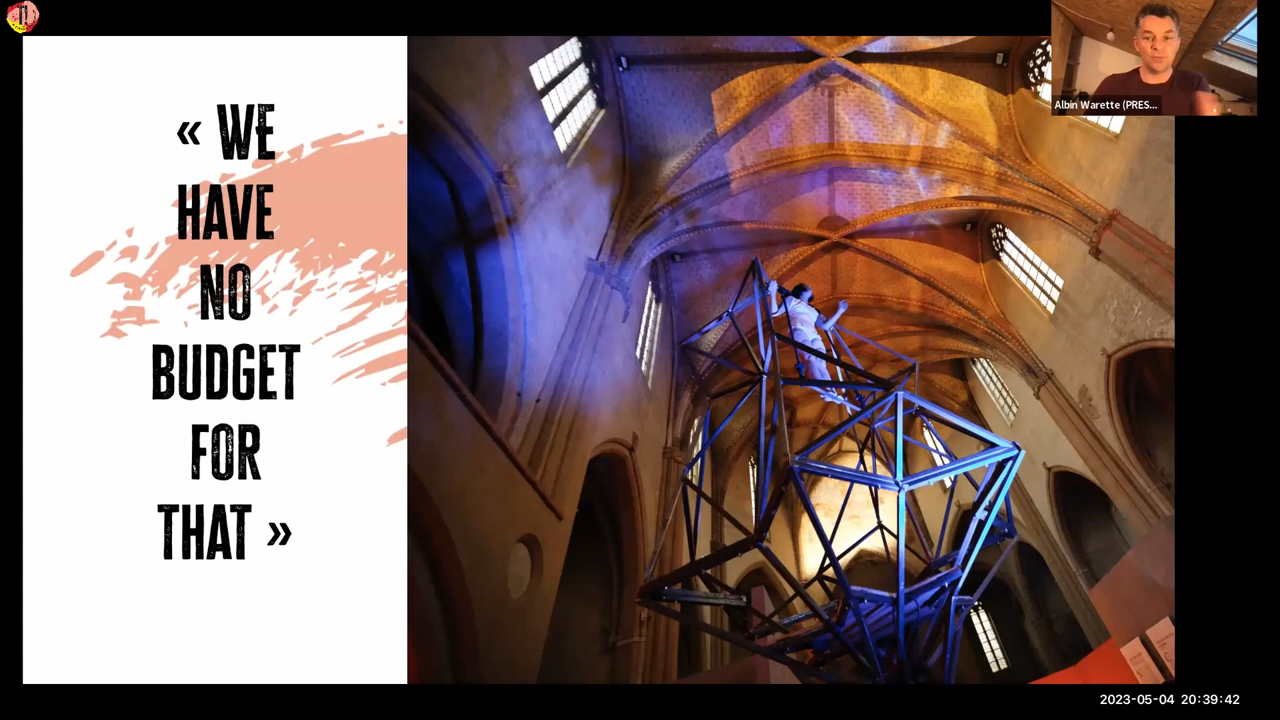 « WE
HAVE
NO
BUDGET
FOR
THAT »
Albin Warette (PRES...
2023-05-04 20:39:42